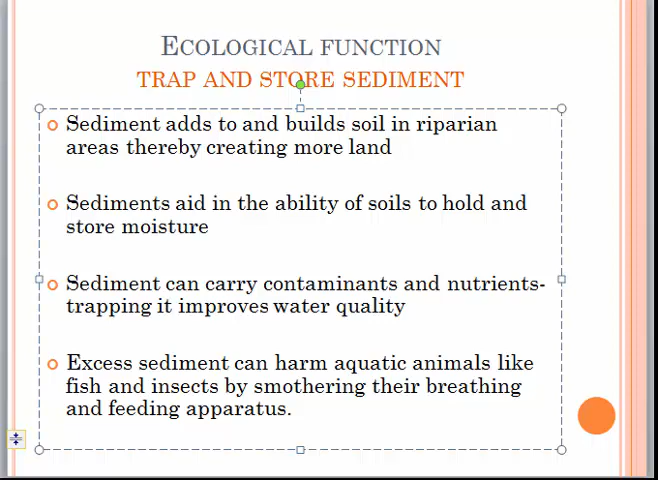 ECOLOGICAL FUNCTION
TRAP AND STORE SEDIMENT
Sediment adds to and builds soil in riparian
areas thereby creating more land
Sediments aid in the ability of soils to hold and
store moisture
Sediment can carry contaminants and nutrients-
trapping it improves water quality
Excess sediment can harm aquatic animals like
fish and insects by smothering their breathing
and feeding apparatus.